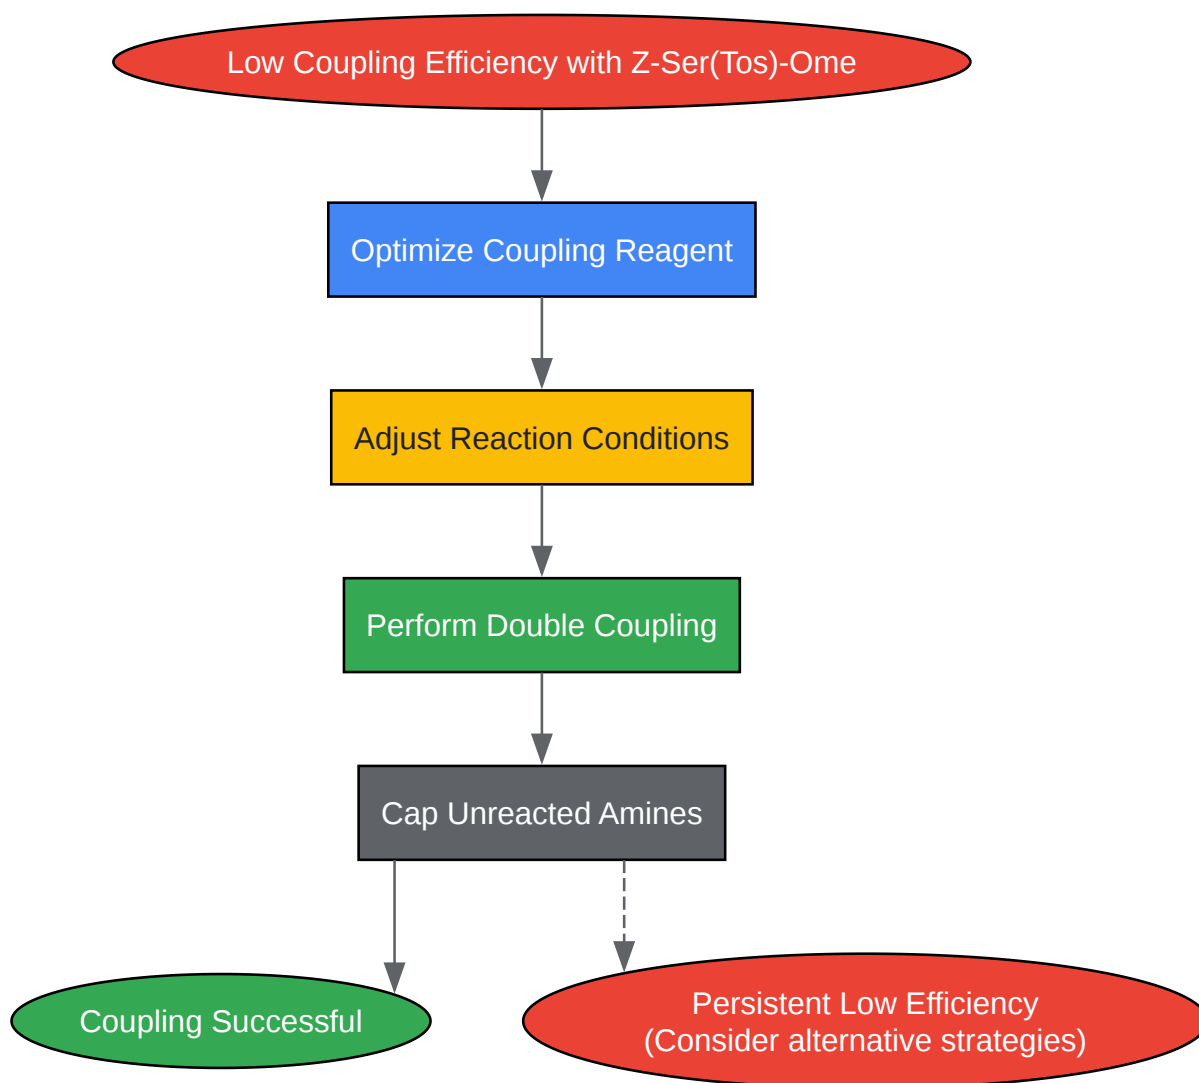 Low Coupling Efficiency with Z-Ser(Tos)-Ome
Optimize Coupling Reagent
Adjust Reaction Conditions
Perform Double Coupling
Cap Unreacted Amines
Coupling Successful
Persistent Low Efficiency
(Consider alternative strategies)